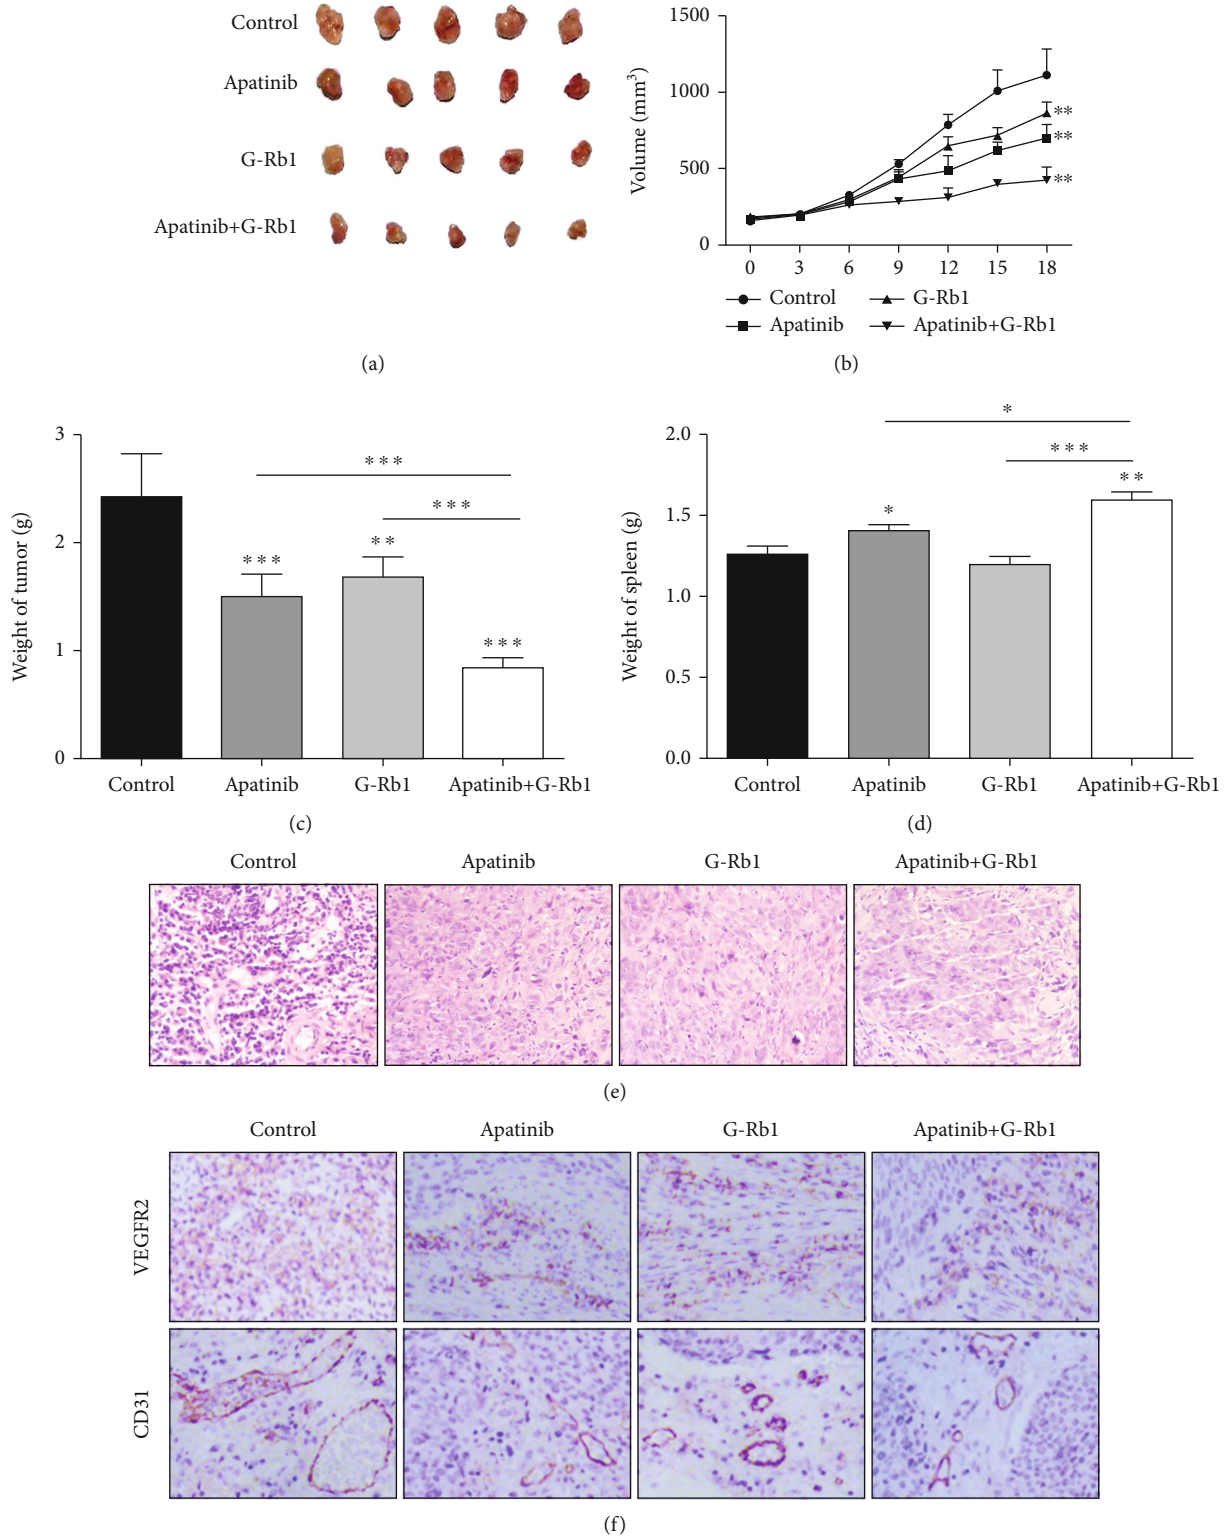 Control
Apatinib
G-Rb1
Apatinib+G-Rb1
(a)
Volume (mm³)
1500
1000
500
0
0 3 6 9 12 15 18
**
**
**
Control G-Rb1
Apatinib Apatinib+G-Rb1
(b)
Weight of tumor (g)
3
2
1
0
***
***
***
**
***
Control Apatinib G-Rb1 Apatinib+G-Rb1
(c)
Weight of spleen (g)
2.0
1.5
1.0
0.5
0.0
*
***
**
*
Control Apatinib G-Rb1 Apatinib+G-Rb1
(d)
Control Apatinib G-Rb1 Apatinib+G-Rb1
(e)
Control Apatinib G-Rb1 Apatinib+G-Rb1
VEGFR2
CD31
(f)